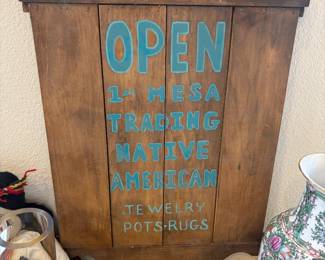 OPEN
1st MESA
TRADING
NATIVE
AMERICAN
JEWELRY
POTS·RUGS